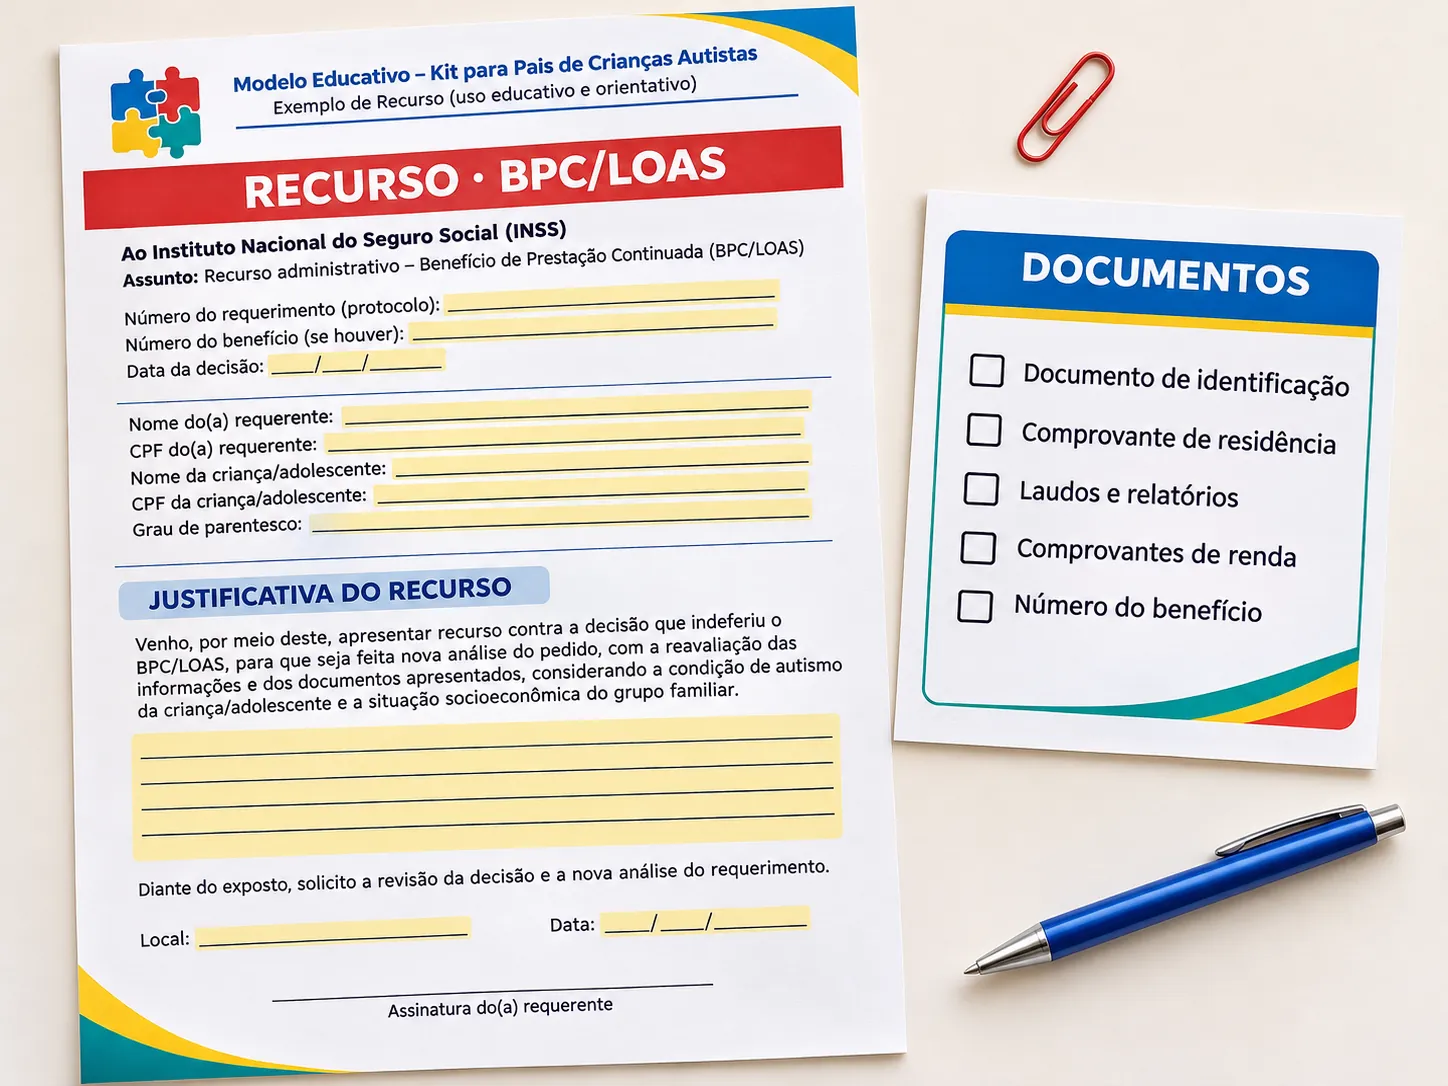 Modelo Educativo – Kit para Pais de Crianças Autistas
Exemplo de Recurso (uso educativo e orientativo)
RECURSO · BPC/LOAS
Ao Instituto Nacional do Seguro Social (INSS)
Assunto: Recurso administrativo – Benefício de Prestação Continuada (BPC/LOAS)
Número do requerimento (protocolo):
Número do benefício (se houver):
Data da decisão: ____/____/________
Nome do(a) requerente:
CPF do(a) requerente:
Nome da criança/adolescente:
CPF da criança/adolescente:
Grau de parentesco:
JUSTIFICATIVA DO RECURSO
Venho, por meio deste, apresentar recurso contra a decisão que indeferiu o
BPC/LOAS, para que seja feita nova análise do pedido, com a reavaliação das
informações e dos documentos apresentados, considerando a condição de autismo
da criança/adolescente e a situação socioeconômica do grupo familiar.
Diante do exposto, solicito a revisão da decisão e a nova análise do requerimento.
Local:
Data: ____/____/________
Assinatura do(a) requerente
DOCUMENTOS
Documento de identificação
Comprovante de residência
Laudos e relatórios
Comprovantes de renda
Número do benefício